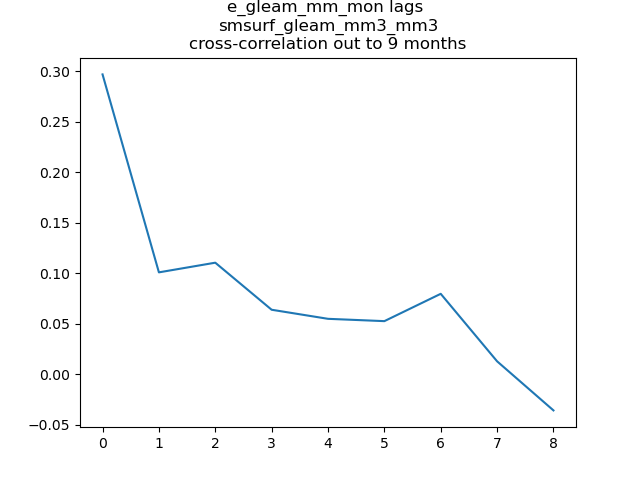 e_gleam_mm_mon lags
smsurf_gleam_mm3_mm3
cross-correlation out to 9 months
0.30
0.25
0.20
0.15
0.10
0.05
0.00
−0.05
0 1 2 3 4 5 6 7 8